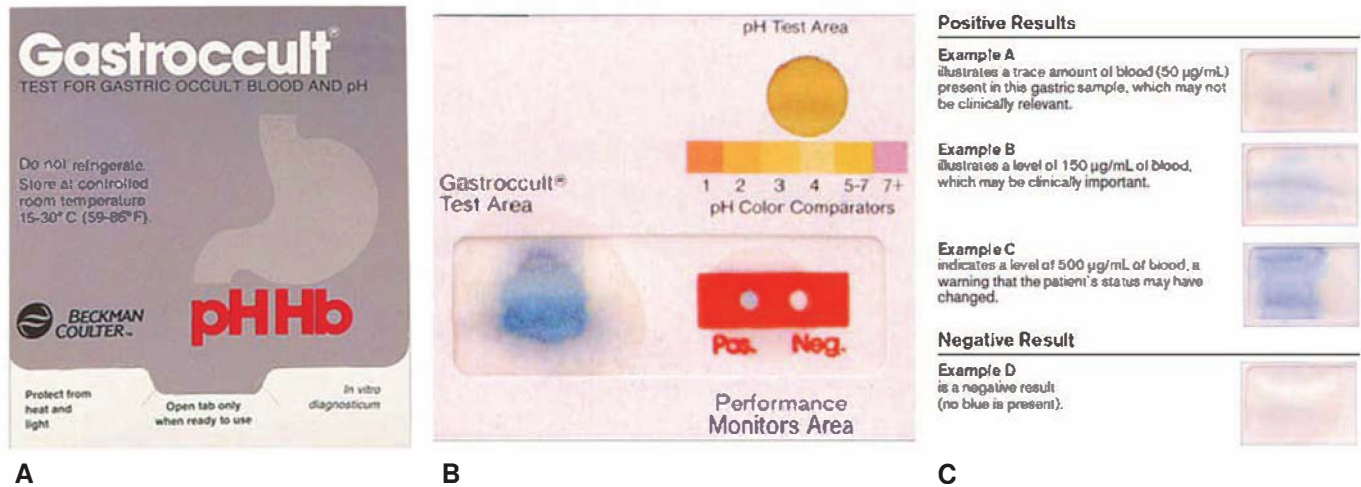 Gastroccult®
TEST FOR GASTRIC OCCULT BLOOD AND pH
Do not refrigerate.
Store at controlled
room temperature
15-30° C (59-86°F).
BECKMAN
COULTER™
pHHb
Protect from
heat and
light
Open tab only
when ready to use
In vitro
diagnosticum
A
pH Test Area
1 2 3 4 5-7 7+
pH Color Comparators
Gastroccult®
Test Area
Pos. Neg.
Performance
Monitors Area
B
Positive Results
Example A
illustrates a trace amount of blood (50 µg/mL)
present in this gastric sample, which may not
be clinically relevant.
Example B
illustrates a level of 150 µg/mL of blood,
which may be clinically important.
Example C
indicates a level of 500 µg/mL of blood, a
warning that the patient's status may have
changed.
Negative Result
Example D
is a negative result
(no blue is present).
C